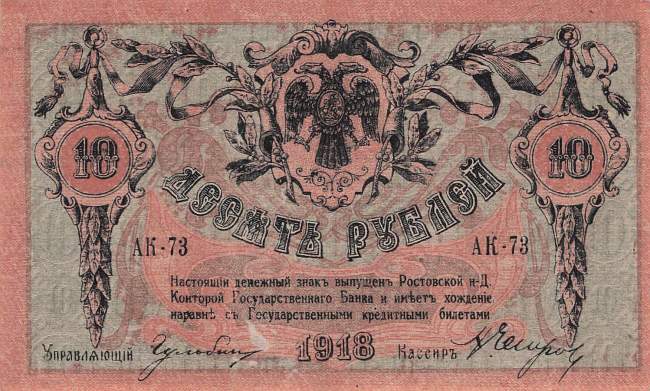 10 10
ДЕСЯТЬ РУБЛЕЙ
АК-73 АК-73
Настоящій денежный знакъ выпущенъ Ростовской н-Д.
Конторой Государственнаго Банка и имѣетъ хожденіе
наравнѣ съ Государственными кредитными билетами
Управляющій 1918 Кассиръ